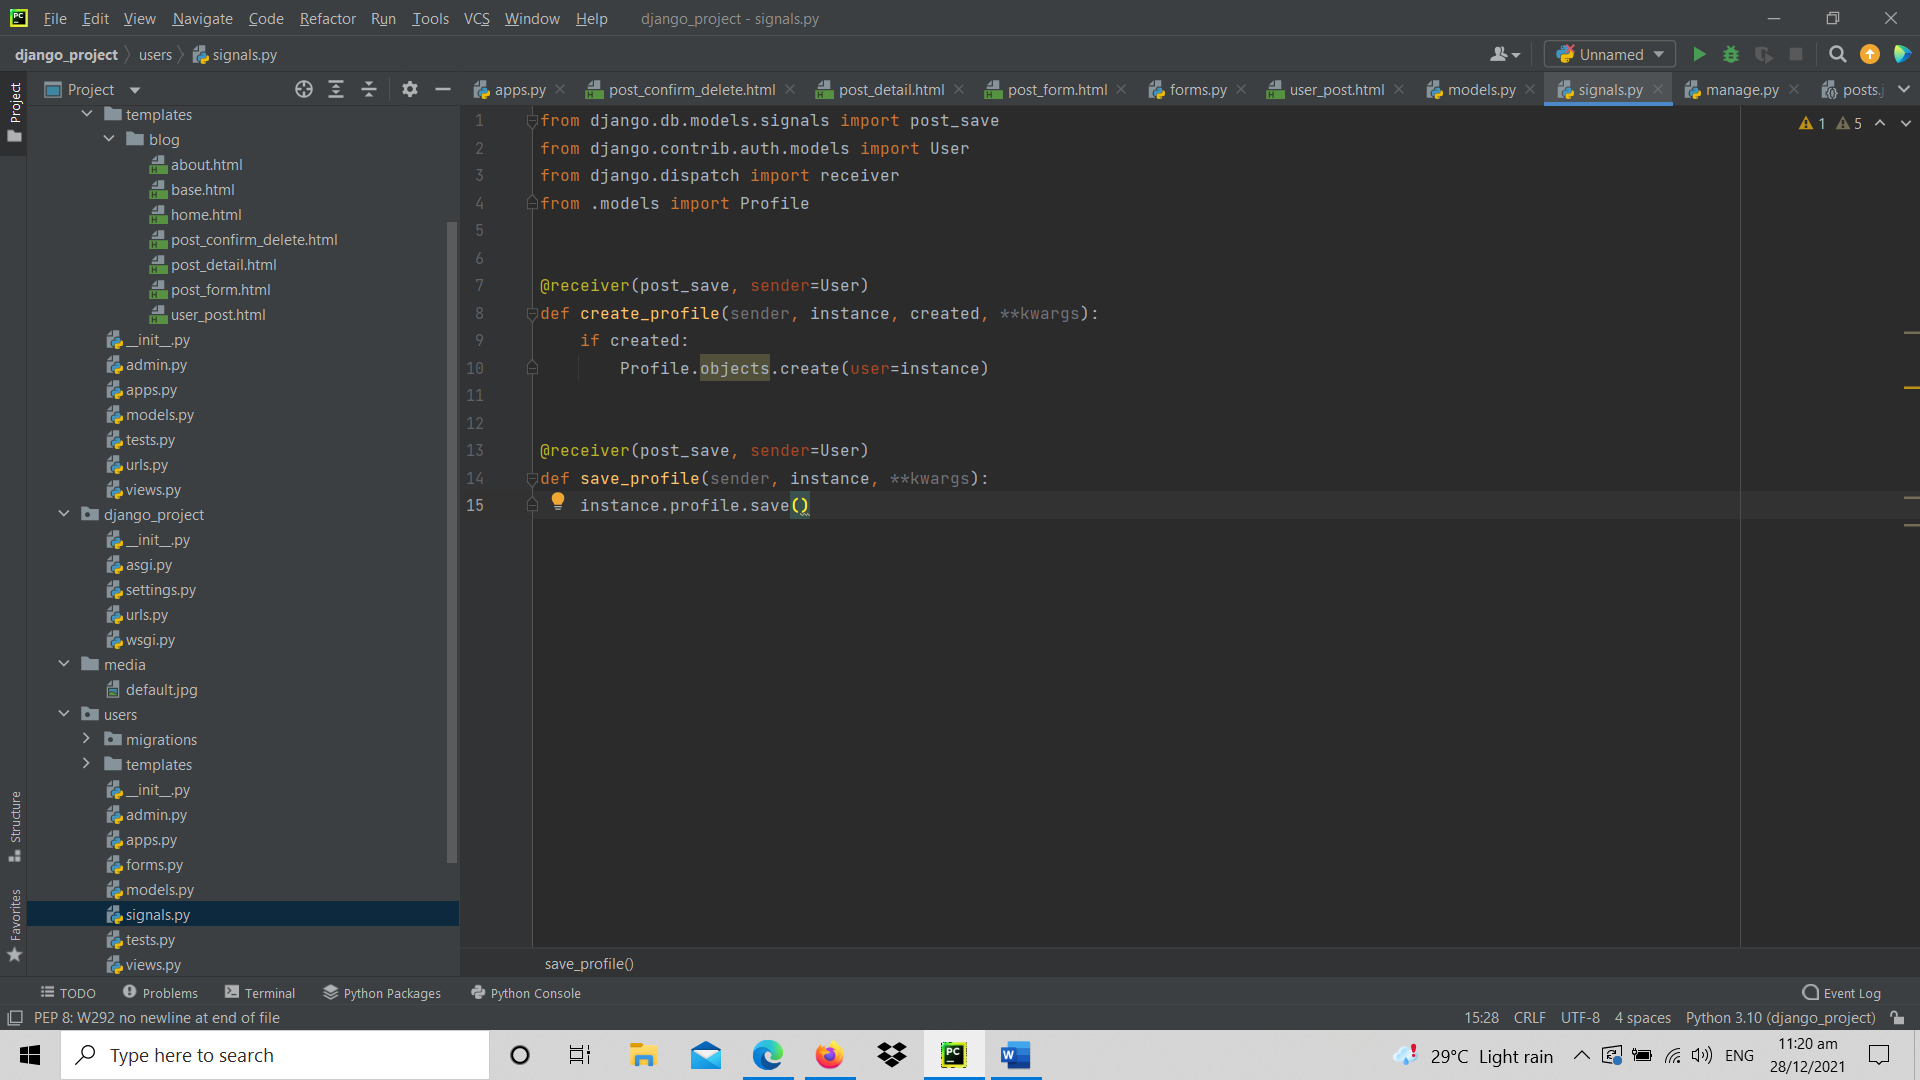 File Edit View Navigate Code Refactor Run Tools VCS Window Help django_project - signals.py
django_project users signals.py Unnamed
Project apps.py post_confirm_delete.html post_detail.html post_form.html forms.py user_post.html models.py signals.py manage.py posts.j
Project
templates
blog
about.html
base.html
home.html
post_confirm_delete.html
post_detail.html
post_form.html
user_post.html
__init__.py
admin.py
apps.py
models.py
tests.py
urls.py
views.py
django_project
__init__.py
asgi.py
settings.py
urls.py
wsgi.py
media
default.jpg
users
migrations
templates
__init__.py
admin.py
apps.py
forms.py
models.py
signals.py
tests.py
views.py
Structure
Favorites
1 from django.db.models.signals import post_save
2 from django.contrib.auth.models import User
3 from django.dispatch import receiver
4 from .models import Profile
5
6
7 @receiver(post_save, sender=User)
8 def create_profile(sender, instance, created, **kwargs):
9 if created:
10 Profile.objects.create(user=instance)
11
12
13 @receiver(post_save, sender=User)
14 def save_profile(sender, instance, **kwargs):
15 instance.profile.save()
1 5
save_profile()
TODO Problems Terminal Python Packages Python Console Event Log
PEP 8: W292 no newline at end of file 15:28 CRLF UTF-8 4 spaces Python 3.10 (django_project)
Type here to search 29°C Light rain ENG 11:20 am
28/12/2021